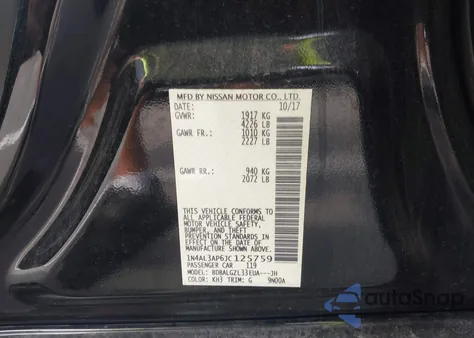 MFD BY NISSAN MOTOR CO., LTD.
DATE: 10/17
GVWR: 1917 KG
4226 LB
GAWR FR.: 1010 KG
2227 LB
GAWR RR.: 940 KG
2072 LB
THIS VEHICLE CONFORMS TO
ALL APPLICABLE FEDERAL
MOTOR VEHICLE SAFETY,
BUMPER, AND THEFT
PREVENTION STANDARDS IN
EFFECT ON THE DATE OF
MANUFACTURE SHOWN ABOVE.
1N4AL3AP6JC125759
PASSENGER CAR 119
MODEL: BDBALGZL33EUA---JH
COLOR: KH3 TRIM: G 9N00A
autoSnap